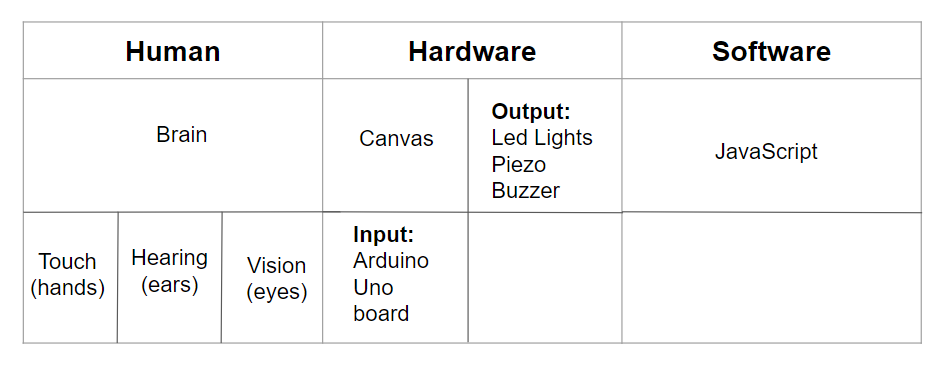 Human
Hardware
Software
Brain
Canvas
Output:
Led Lights
Piezo
Buzzer
JavaScript
Touch
(hands)
Hearing
(ears)
Vision
(eyes)
Input:
Arduino
Uno
board